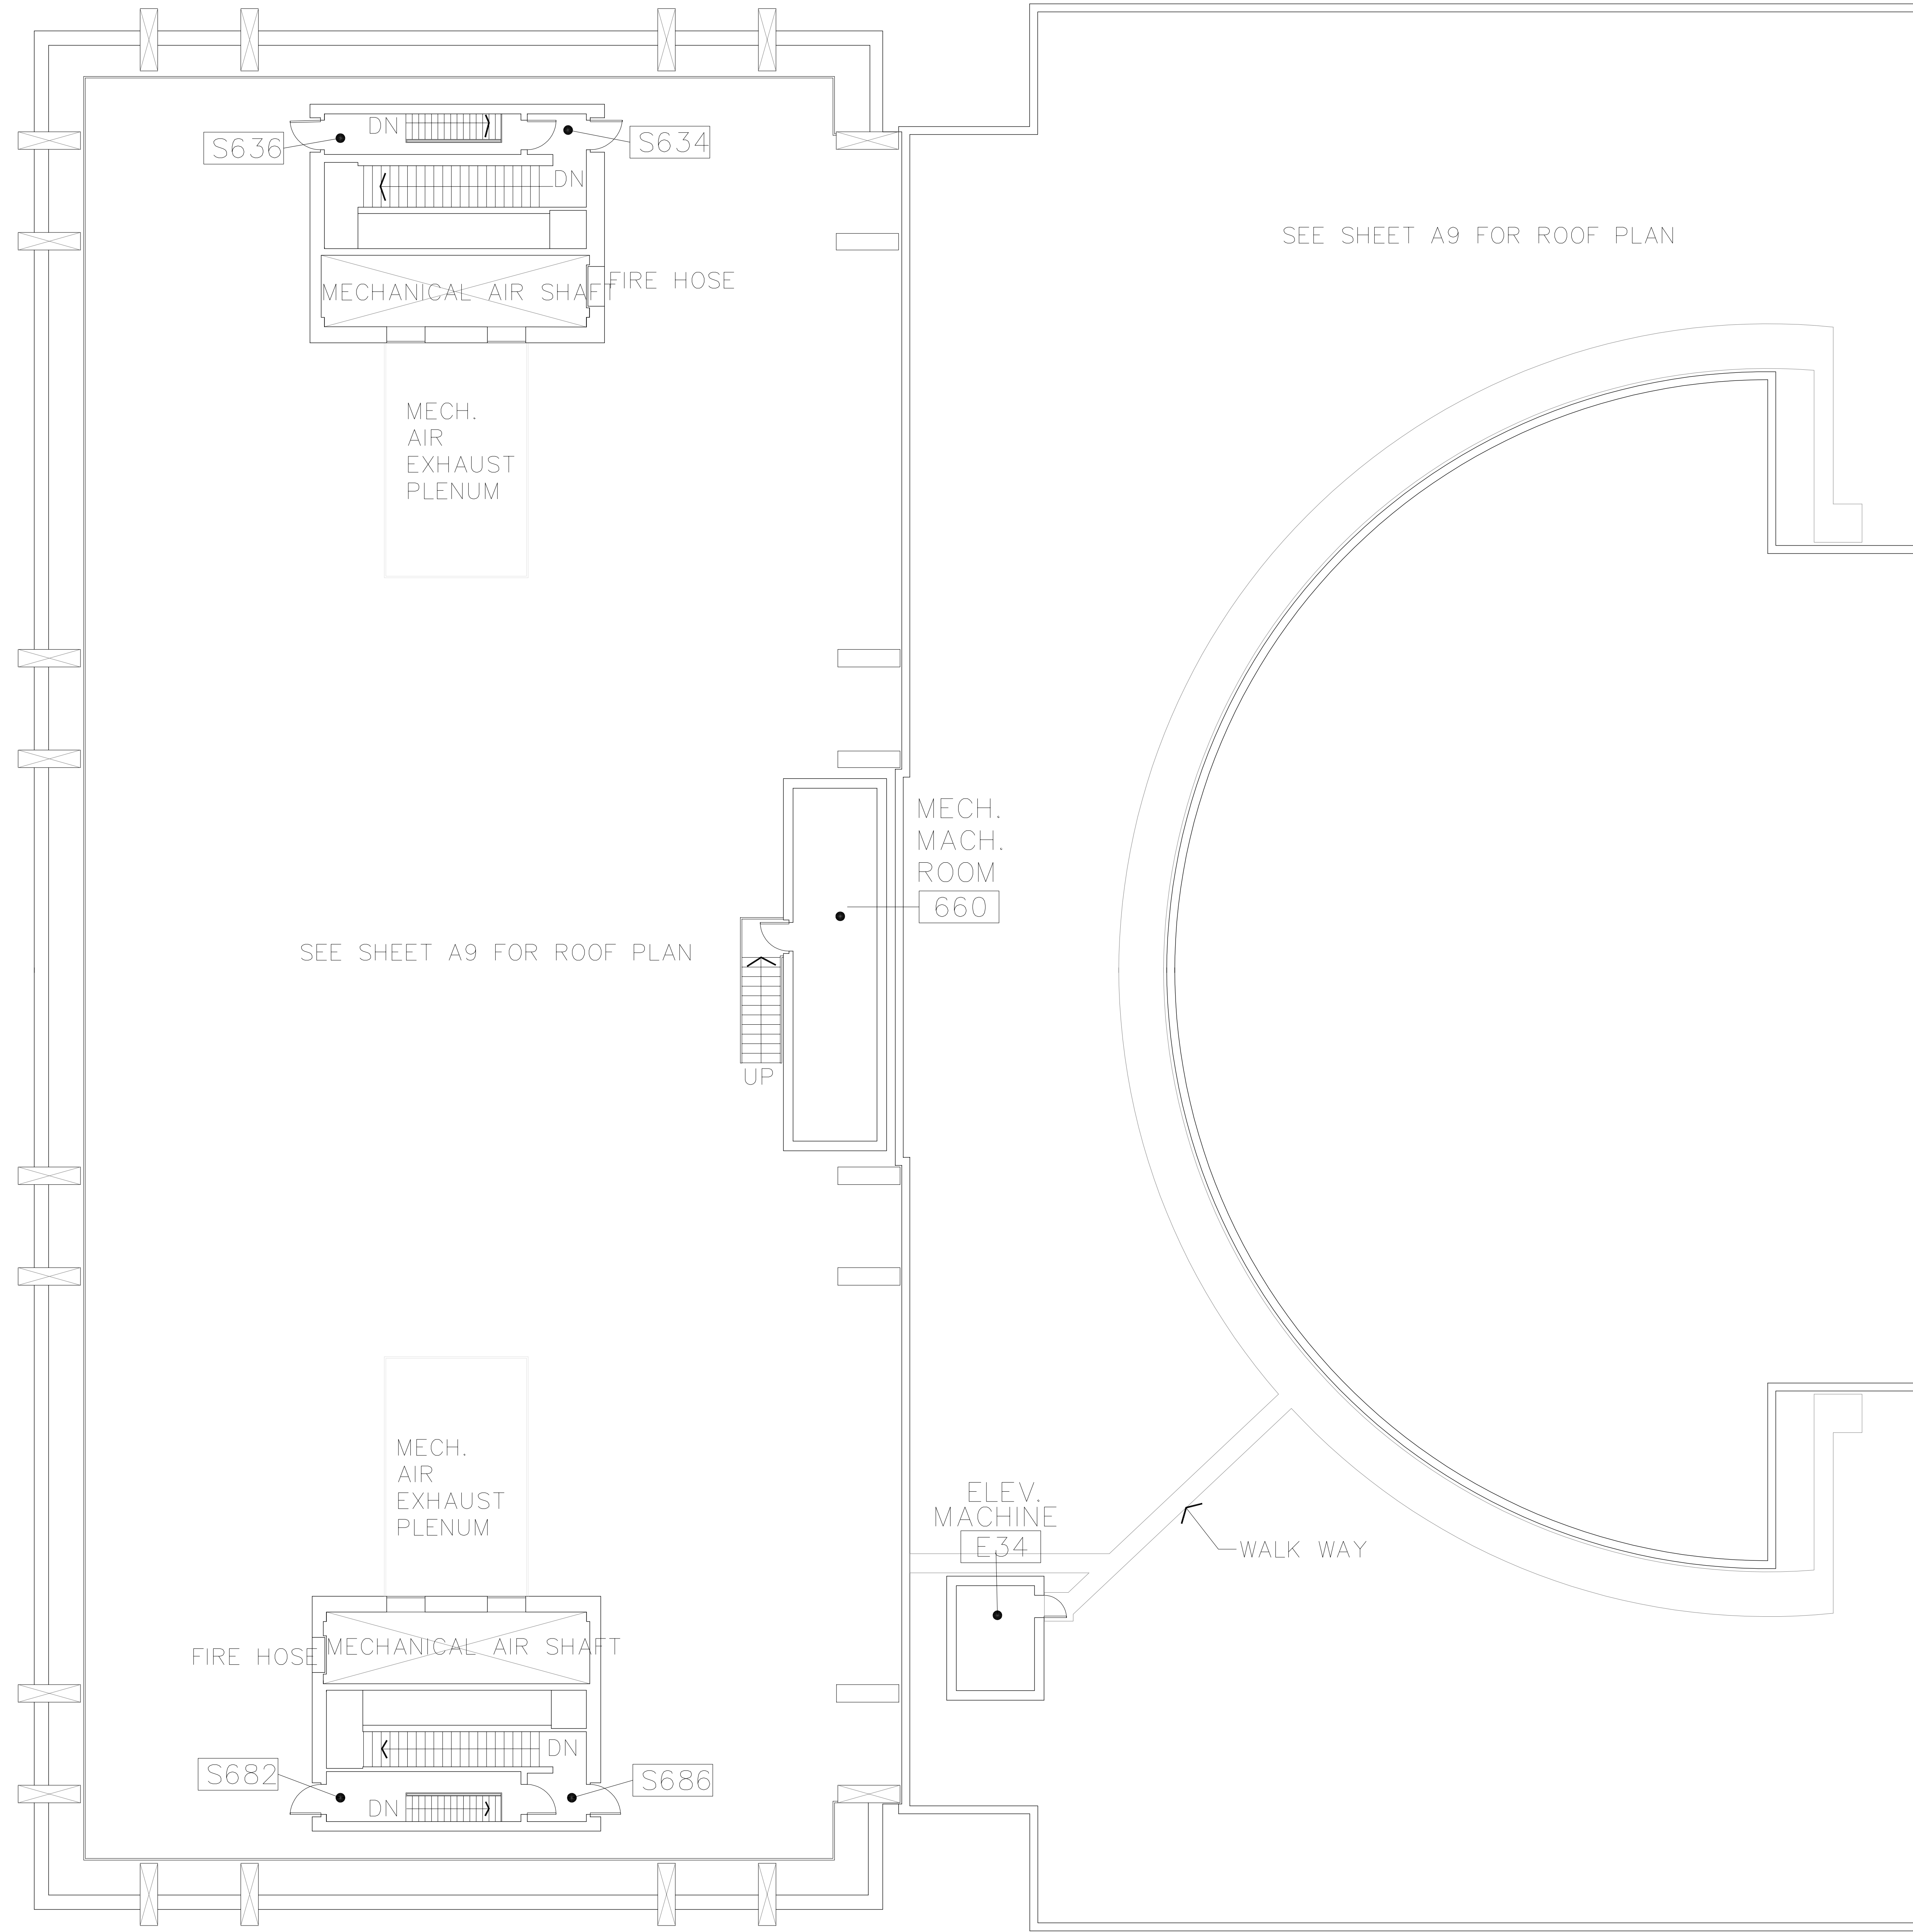 DN
S636
S634
DN
SEE SHEET A9 FOR ROOF PLAN
FIRE HOSE
MECHANICAL AIR SHAFT
MECH.
AIR
EXHAUST
PLENUM
MECH.
MACH.
ROOM
660
SEE SHEET A9 FOR ROOF PLAN
UP
MECH.
AIR
EXHAUST
PLENUM
ELEV.
MACHINE
E34
WALK WAY
FIRE HOSE
MECHANICAL AIR SHAFT
DN
S682
S686
DN